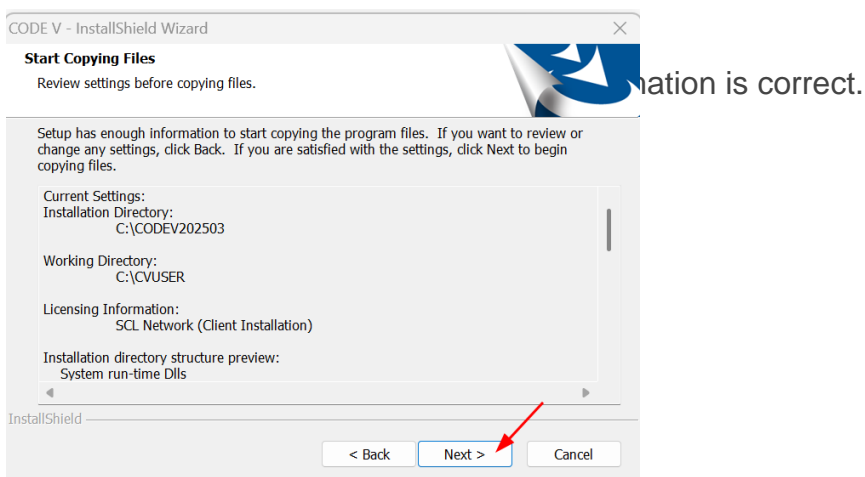 CODE V - InstallShield Wizard
Start Copying Files
Review settings before copying files.
is correct.
Setup has enough information to start copying the program files. If you want to review or
change any settings, click Back. If you are satisfied with the settings, click Next to begin
copying files.
Current Settings:
Installation Directory:
C:\CODEV202503
Working Directory:
C:\CVUSER
Licensing Information:
SCL Network (Client Installation)
Installation directory structure preview:
System run-time Dlls
InstallShield
< Back
Next >
Cancel